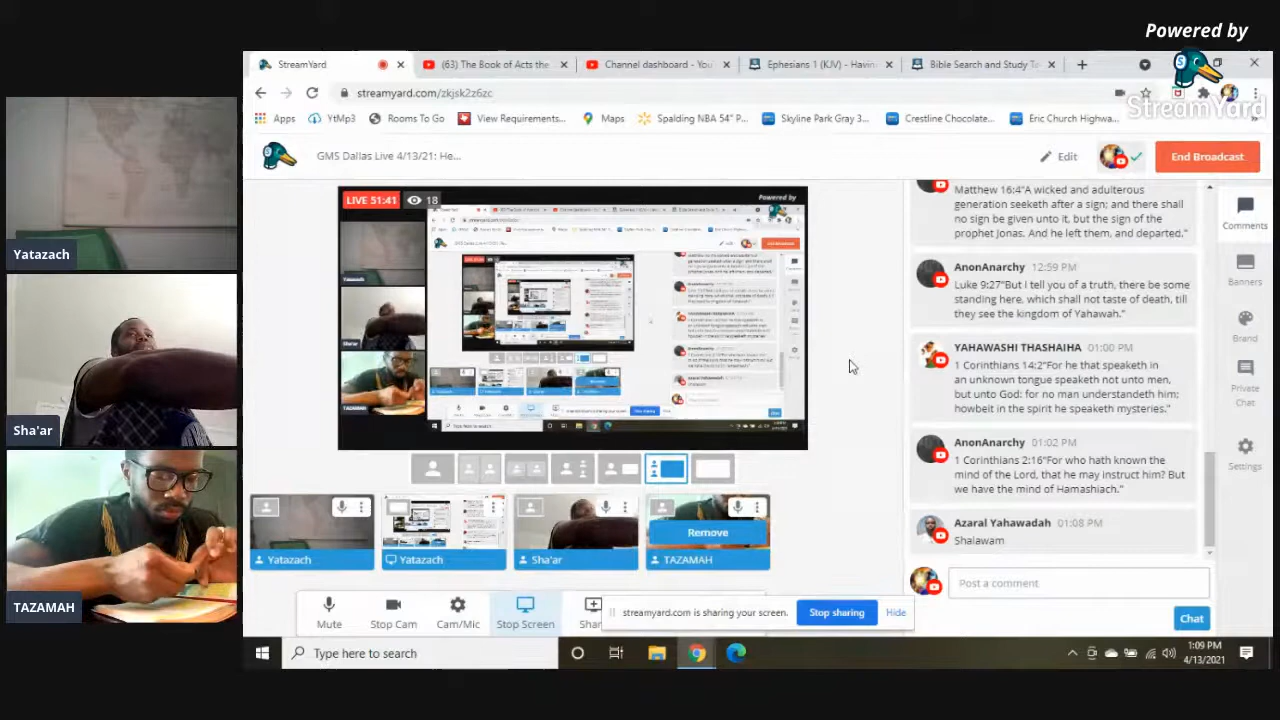 Powered by
StreamYard
StreamYard
(63) The Book of Acts the
Channel dashboard - You
Ephesians 1 (KJV) - Havin
Bible Search and Study To
streamyard.com/zkjsk2z6zc
Apps
YtMp3
Rooms To Go
View Requirements...
Maps
Spalding NBA 54" P...
Skyline Park Gray 3...
Crestline Chocolate...
Eric Church Highwa...
GMS Dallas Live 4/13/21: He...
Edit
End Broadcast
Yatazach
Sha'ar
TAZAMAH
LIVE 51:41
18
Powered by
Yatazach
Yatazach
Sha'ar
Remove
TAZAMAH
Matthew 16:4"A wicked and adulterous
generation seeketh after a sign; and there shall
no sign be given unto it, but the sign of the
prophet Jonas. And he left them, and departed."
AnonAnarchy 12:59 PM
Luke 9:27"But I tell you of a truth, there be some
standing here, which shall not taste of death, till
they see the kingdom of Yahawah."
YAHAWASHI THASHAIHA 01:00 PM
1 Corinthians 14:2"For he that speaketh in
an unknown tongue speaketh not unto men,
but unto God: for no man understandeth him;
howbeit in the spirit he speaketh mysteries."
AnonAnarchy 01:02 PM
1 Corinthians 2:16"For who hath known the
mind of the Lord, that he may instruct him? But
we have the mind of Hamashiach."
Azaral Yahawadah 01:08 PM
Shalawam
Post a comment
Chat
Comments
Banners
Brand
Private
Chat
Settings
Mute
Stop Cam
Cam/Mic
Stop Screen
Shar
streamyard.com is sharing your screen.
Stop sharing
Hide
Type here to search
1:09 PM
4/13/2021